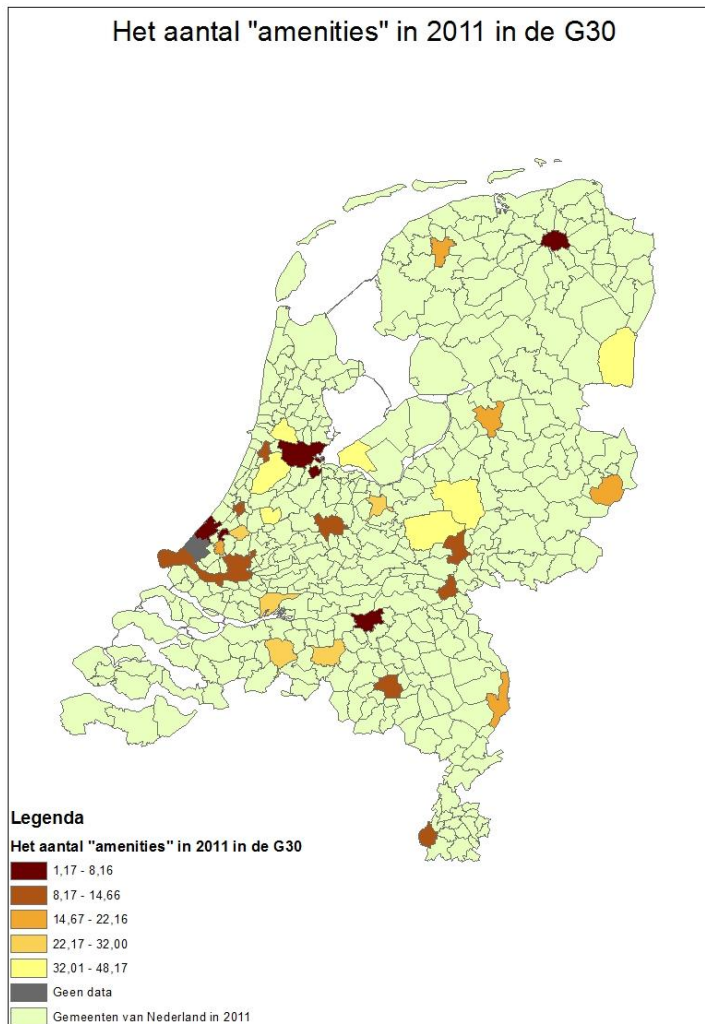 Het aantal "amenities" in 2011 in de G30
Legenda
Het aantal "amenities" in 2011 in de G30
1,17 - 8,16
8,17 - 14,66
14,67 - 22,16
22,17 - 32,00
32,01 - 48,17
Geen data
Gemeenten van Nederland in 2011